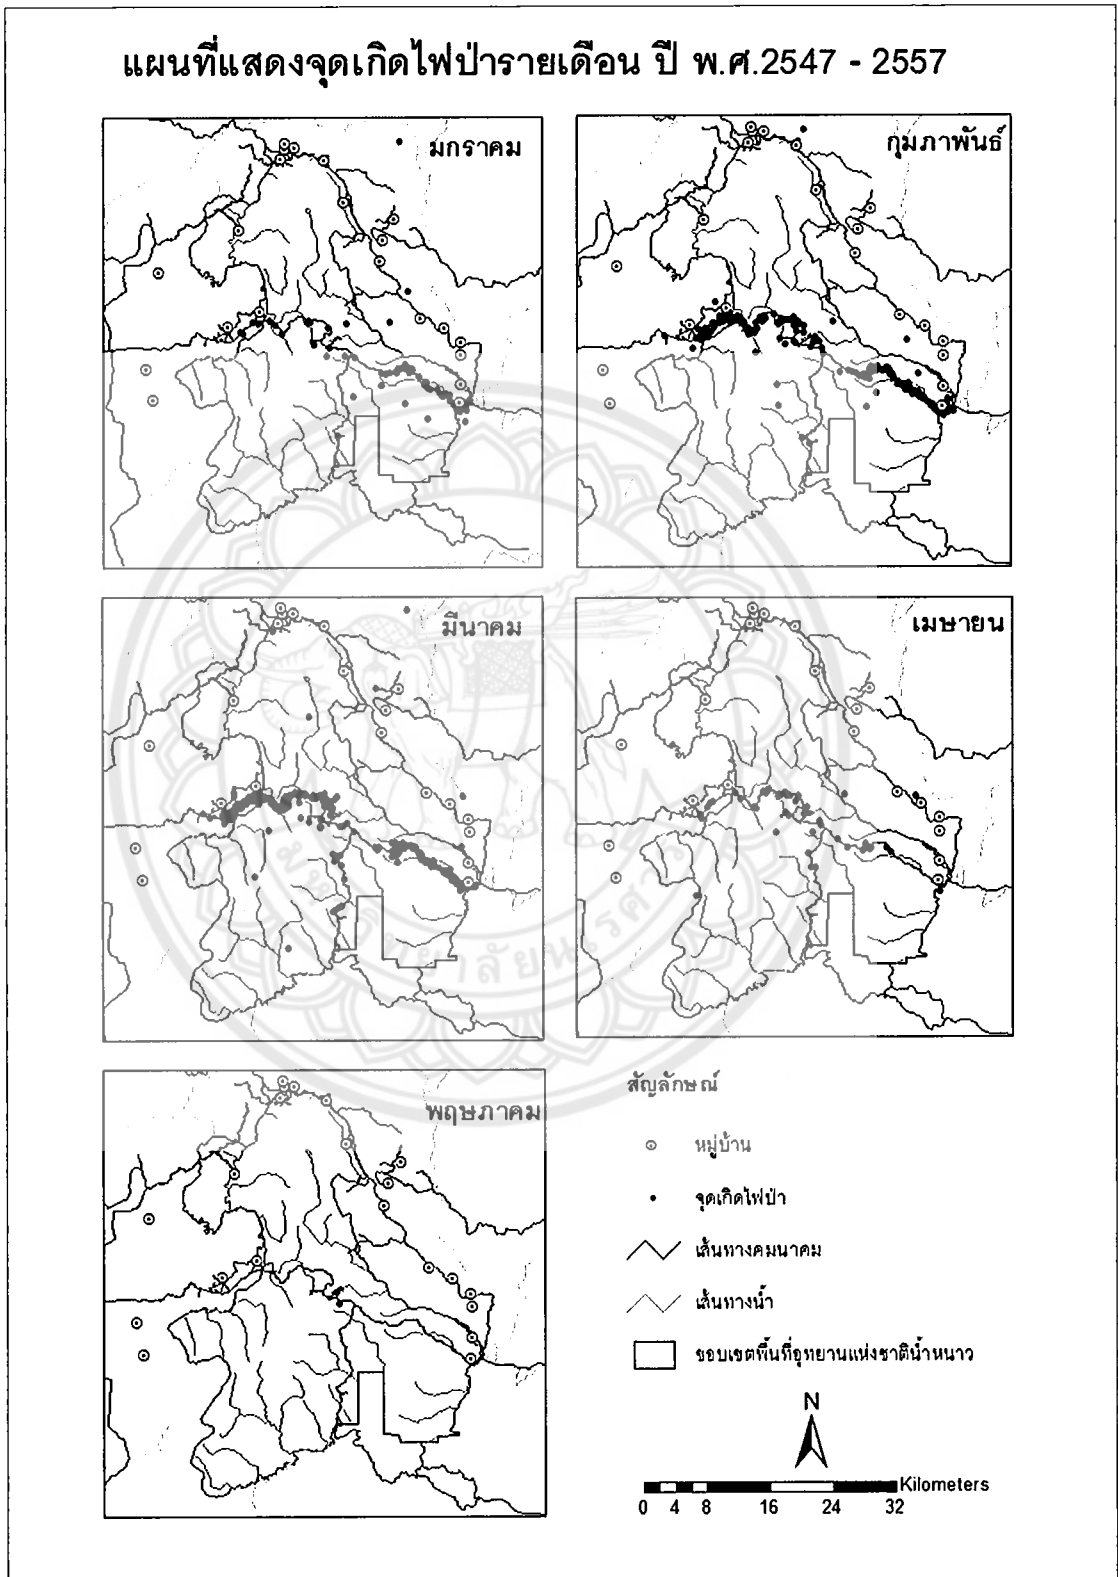 แผนที่แสดงจุดเกิดไฟป่ารายเดือน ปี พ.ศ.2547 - 2557
มกราคม
กุมภาพันธ์
มีนาคม
เมษายน
พฤษภาคม
สัญลักษณ์
หมู่บ้าน
จุดเกิดไฟป่า
เส้นทางคมนาคม
เส้นทางน้ำ
ขอบเขตพื้นที่อุทยานแห่งชาติน้ำหนาว
N
Kilometers
0 4 8 16 24 32